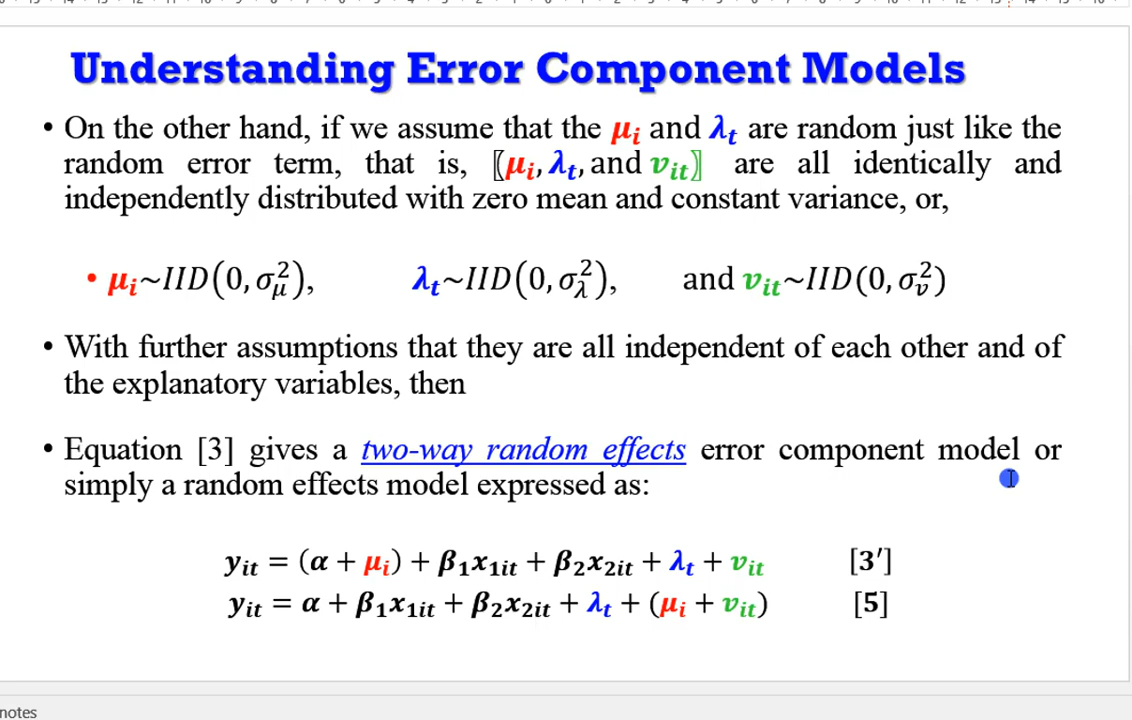 Understanding Error Component Models
• On the other hand, if we assume that the μᵢ and λₜ are random just like the
random error term, that is, ⟦μᵢ, λₜ, and vᵢₜ⟧ are all identically and
independently distributed with zero mean and constant variance, or,
• μᵢ~IID(0, σ²_μ), λₜ~IID(0, σ²_λ), and vᵢₜ~IID(0, σ²_v)
• With further assumptions that they are all independent of each other and of
the explanatory variables, then
• Equation [3] gives a two-way random effects error component model or
simply a random effects model expressed as:
yᵢₜ = (α + μᵢ) + β₁x₁ᵢₜ + β₂x₂ᵢₜ + λₜ + vᵢₜ [3′]
yᵢₜ = α + β₁x₁ᵢₜ + β₂x₂ᵢₜ + λₜ + (μᵢ + vᵢₜ) [5]
notes